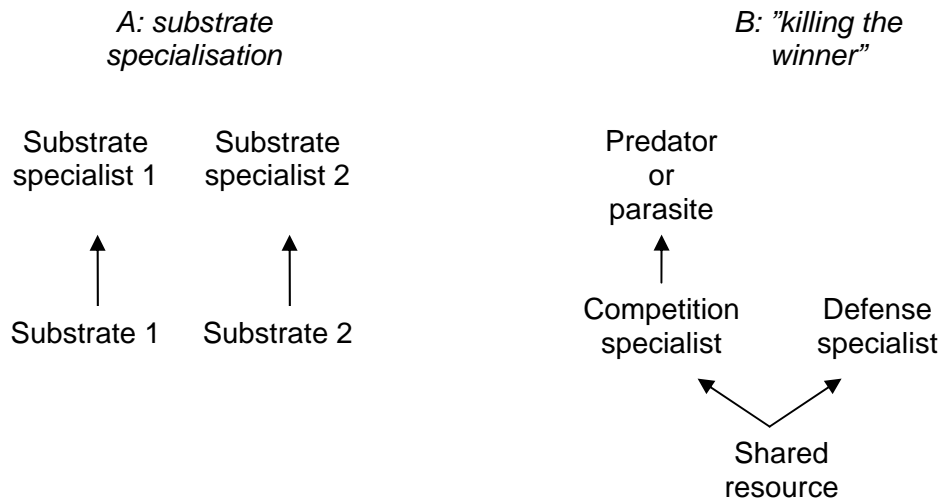 A: substrate
specialisation
Substrate
specialist 1
Substrate
specialist 2
Substrate 1
Substrate 2
B: ”killing the
winner”
Predator
or
parasite
Competition
specialist
Defense
specialist
Shared
resource